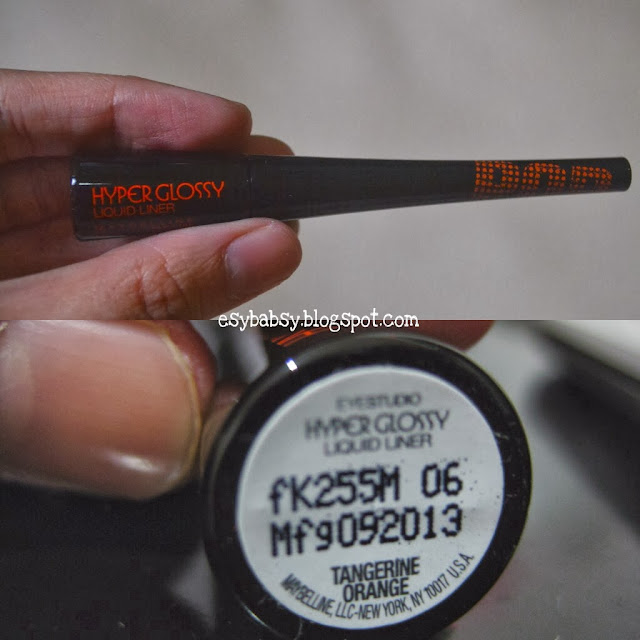 HYPER GLOSSY
LIQUID LINER
esybabsy.blogspot.com
EYESTUDIO
HYPER GLOSSY
LIQUID LINER
fK255M 06
Mfg092013
TANGERINE
ORANGE
MAYBELLINE, LLC-NEW YORK, NY 10017 U.S.A.